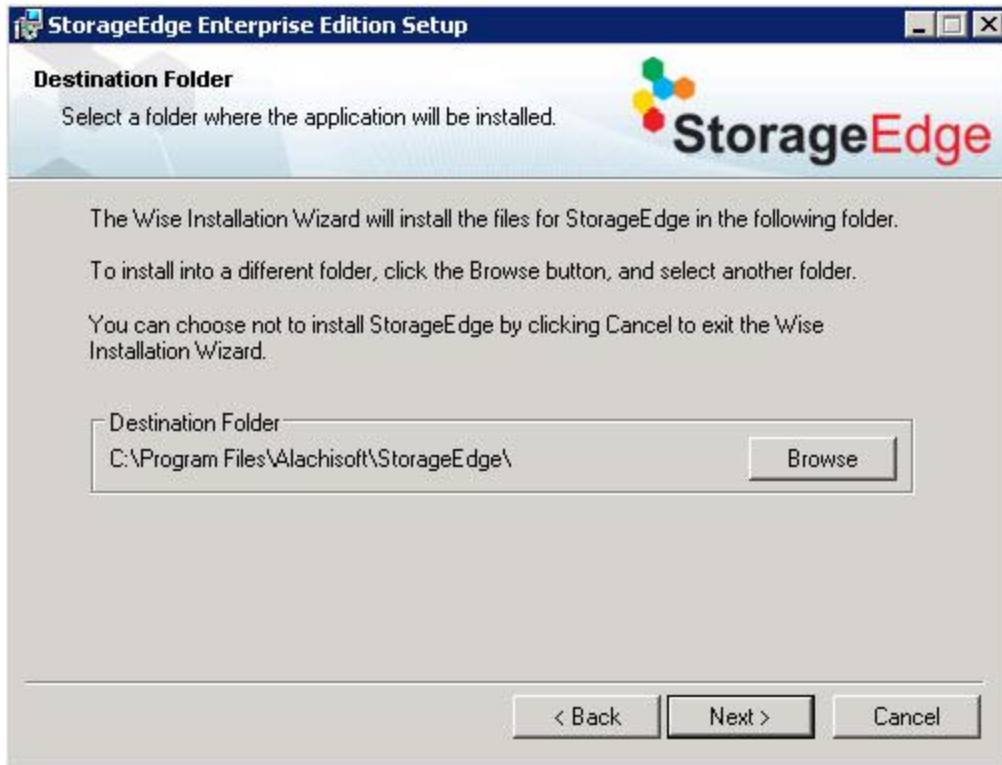 StorageEdge Enterprise Edition Setup
Destination Folder
Select a folder where the application will be installed.
StorageEdge
The Wise Installation Wizard will install the files for StorageEdge in the following folder.
To install into a different folder, click the Browse button, and select another folder.
You can choose not to install StorageEdge by clicking Cancel to exit the Wise
Installation Wizard.
Destination Folder
C:\Program Files\Alachisoft\StorageEdge\
Browse
< Back
Next >
Cancel